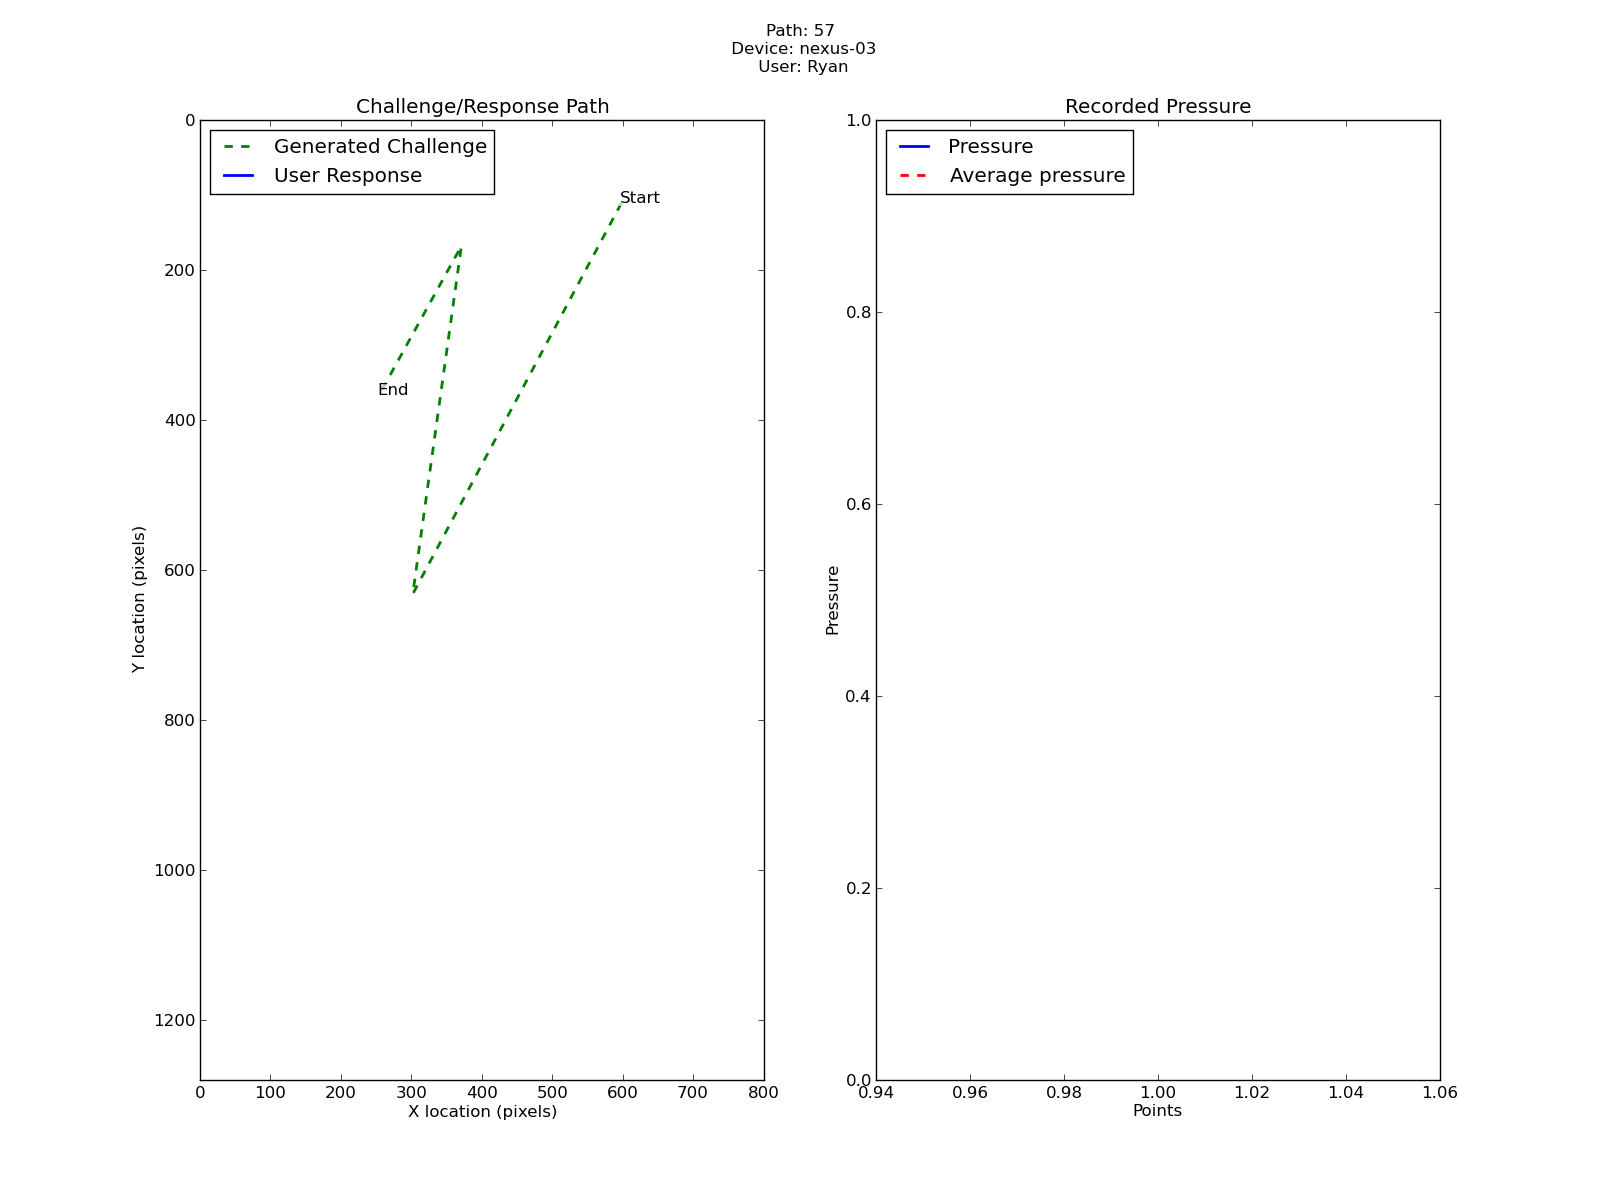 Path: 57
Device: nexus-03
User: Ryan
Challenge/Response Path
Generated Challenge
User Response
Start
End
0
200
400
600
800
1000
1200
Y location (pixels)
0 100 200 300 400 500 600 700 800
X location (pixels)
Recorded Pressure
Pressure
Average pressure
1.0
0.8
0.6
0.4
0.2
0.0
Pressure
0.94 0.96 0.98 1.00 1.02 1.04 1.06
Points